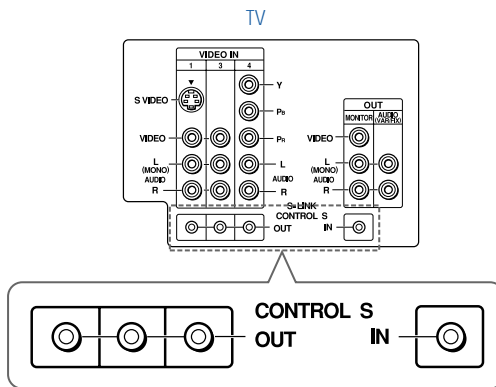 TV
VIDEO IN
1 3 4
S VIDEO
Y
PB
PR
VIDEO
L
(MONO)
AUDIO
R
L
AUDIO
R
OUT
MONITOR
AUDIO
(VAR/FIX)
VIDEO
L
(MONO)
AUDIO
R
S-LINK
CONTROL S
OUT
IN
CONTROL S
OUT
IN